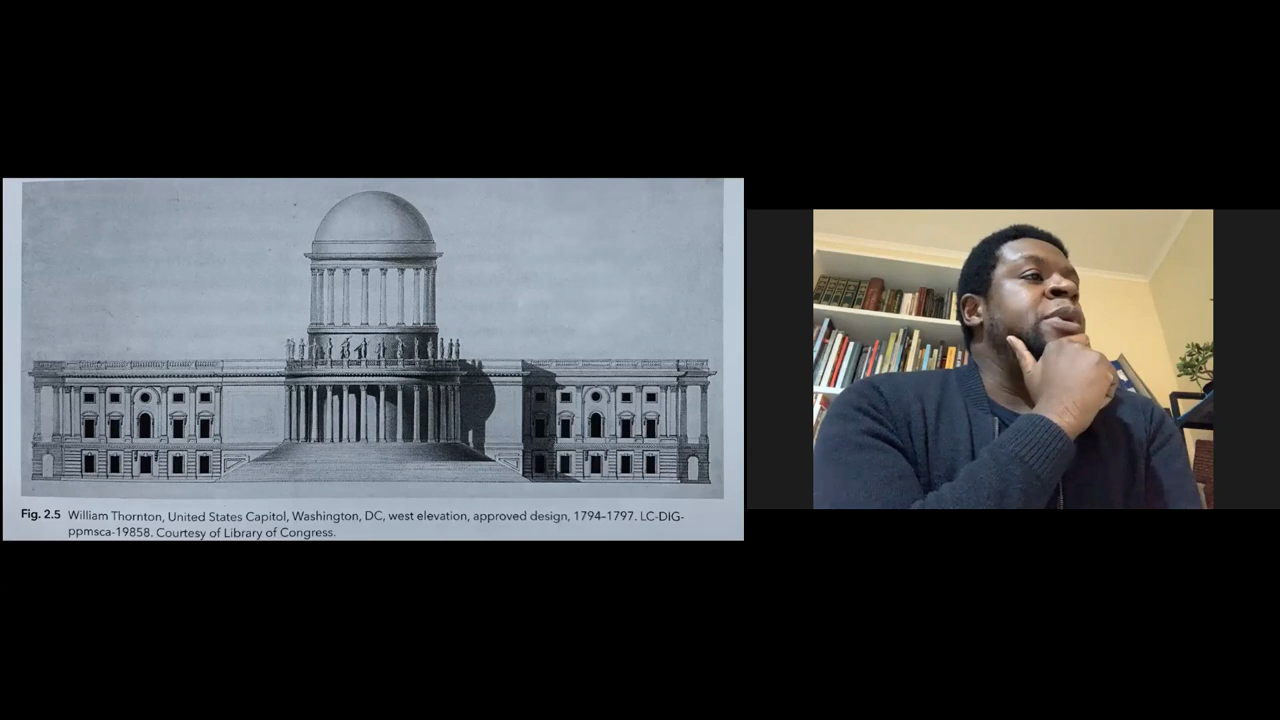 Fig. 2.5 William Thornton, United States Capitol, Washington, DC, west elevation, approved design, 1794–1797. LC-DIG-
ppmsca-19858. Courtesy of Library of Congress.